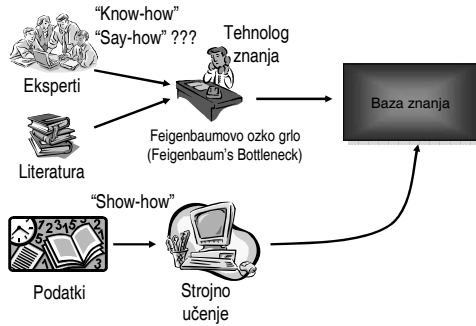 “Know-how”
“Say-how” ???
Tehnolog
znanja
Eksperti
Baza znanja
Feigenbaumovo ozko grlo
(Feigenbaum's Bottleneck)
Literatura
“Show-how”
Podatki
Strojno
učenje